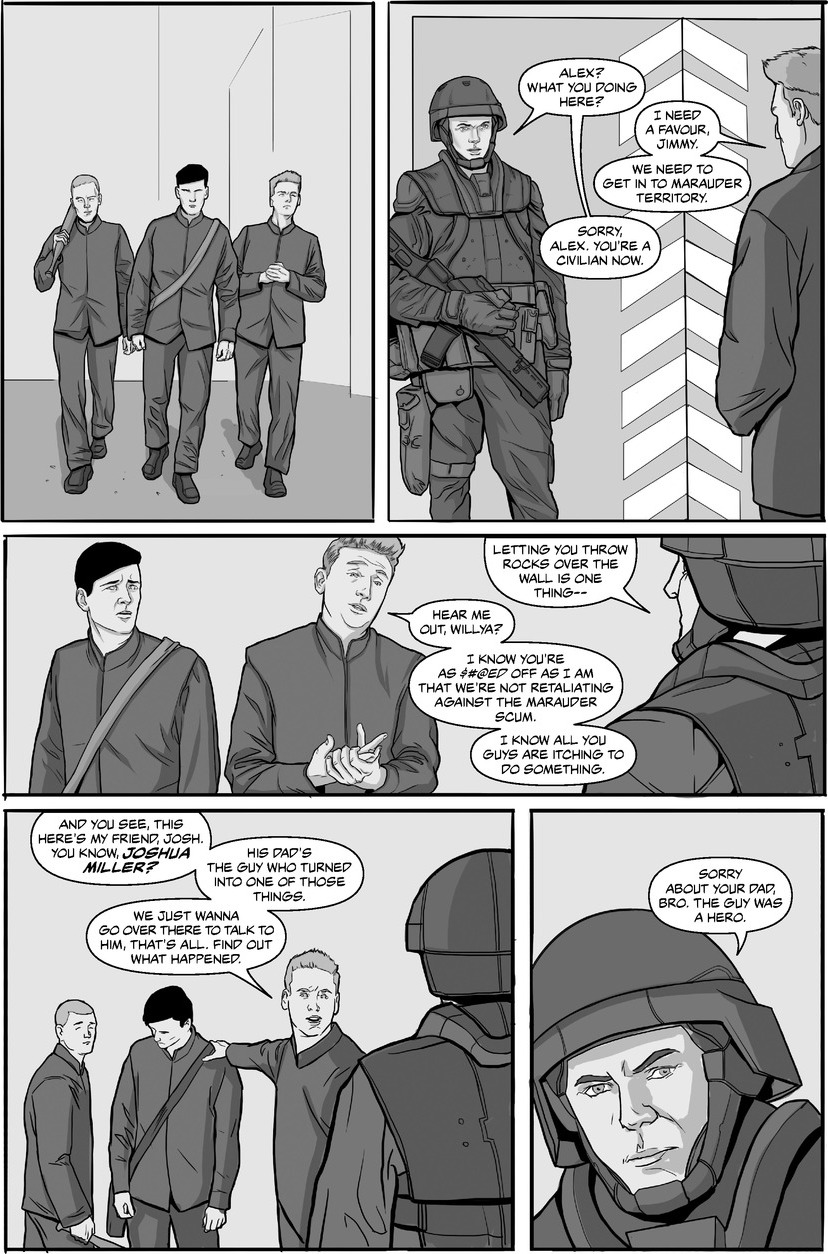 ALEX?
WHAT YOU DOING
HERE?
I NEED
A FAVOUR,
JIMMY.
WE NEED TO
GET IN TO MARAUDER
TERRITORY.
SORRY,
ALEX. YOU'RE A
CIVILIAN NOW.
LETTING YOU THROW
ROCKS OVER THE
WALL IS ONE
THING--
HEAR ME
OUT, WILLYA?
I KNOW YOU'RE
AS $#@ED OFF AS I AM
THAT WE'RE NOT RETALIATING
AGAINST THE MARAUDER
SCUM.
I KNOW ALL YOU
GUYS ARE ITCHING TO
DO SOMETHING.
AND YOU SEE, THIS
HERE'S MY FRIEND, JOSH.
YOU KNOW, JOSHUA
MILLER?
HIS DAD'S
THE GUY WHO TURNED
INTO ONE OF THOSE
THINGS.
WE JUST WANNA
GO OVER THERE TO TALK TO
HIM, THAT'S ALL. FIND OUT
WHAT HAPPENED.
SORRY
ABOUT YOUR DAD,
BRO. THE GUY WAS
A HERO.